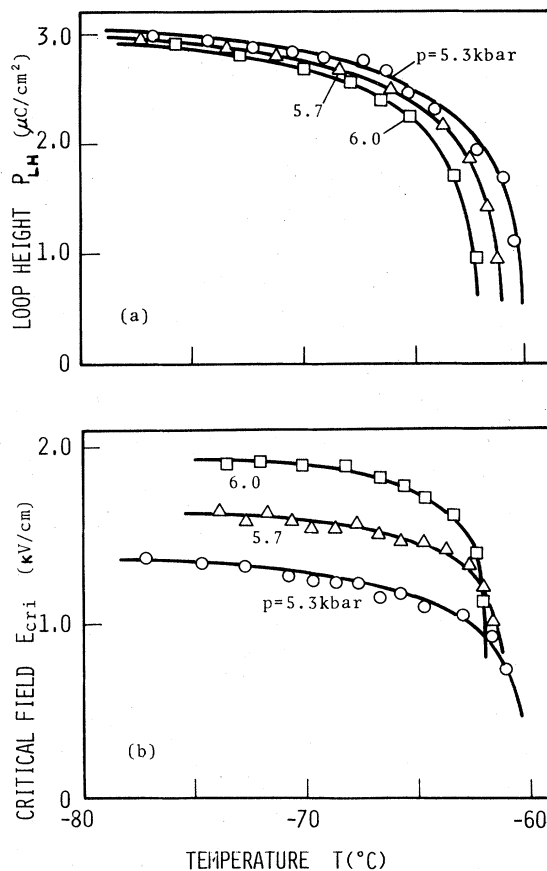 3.0
2.0
1.0
0
LOOP HEIGHT P_LH (μC/cm²)
p=5.3kbar
5.7
6.0
(a)
2.0
1.0
0
CRITICAL FIELD E_cri (KV/cm)
6.0
5.7
p=5.3kbar
(b)
-80
-70
-60
TEMPERATURE T(°C)